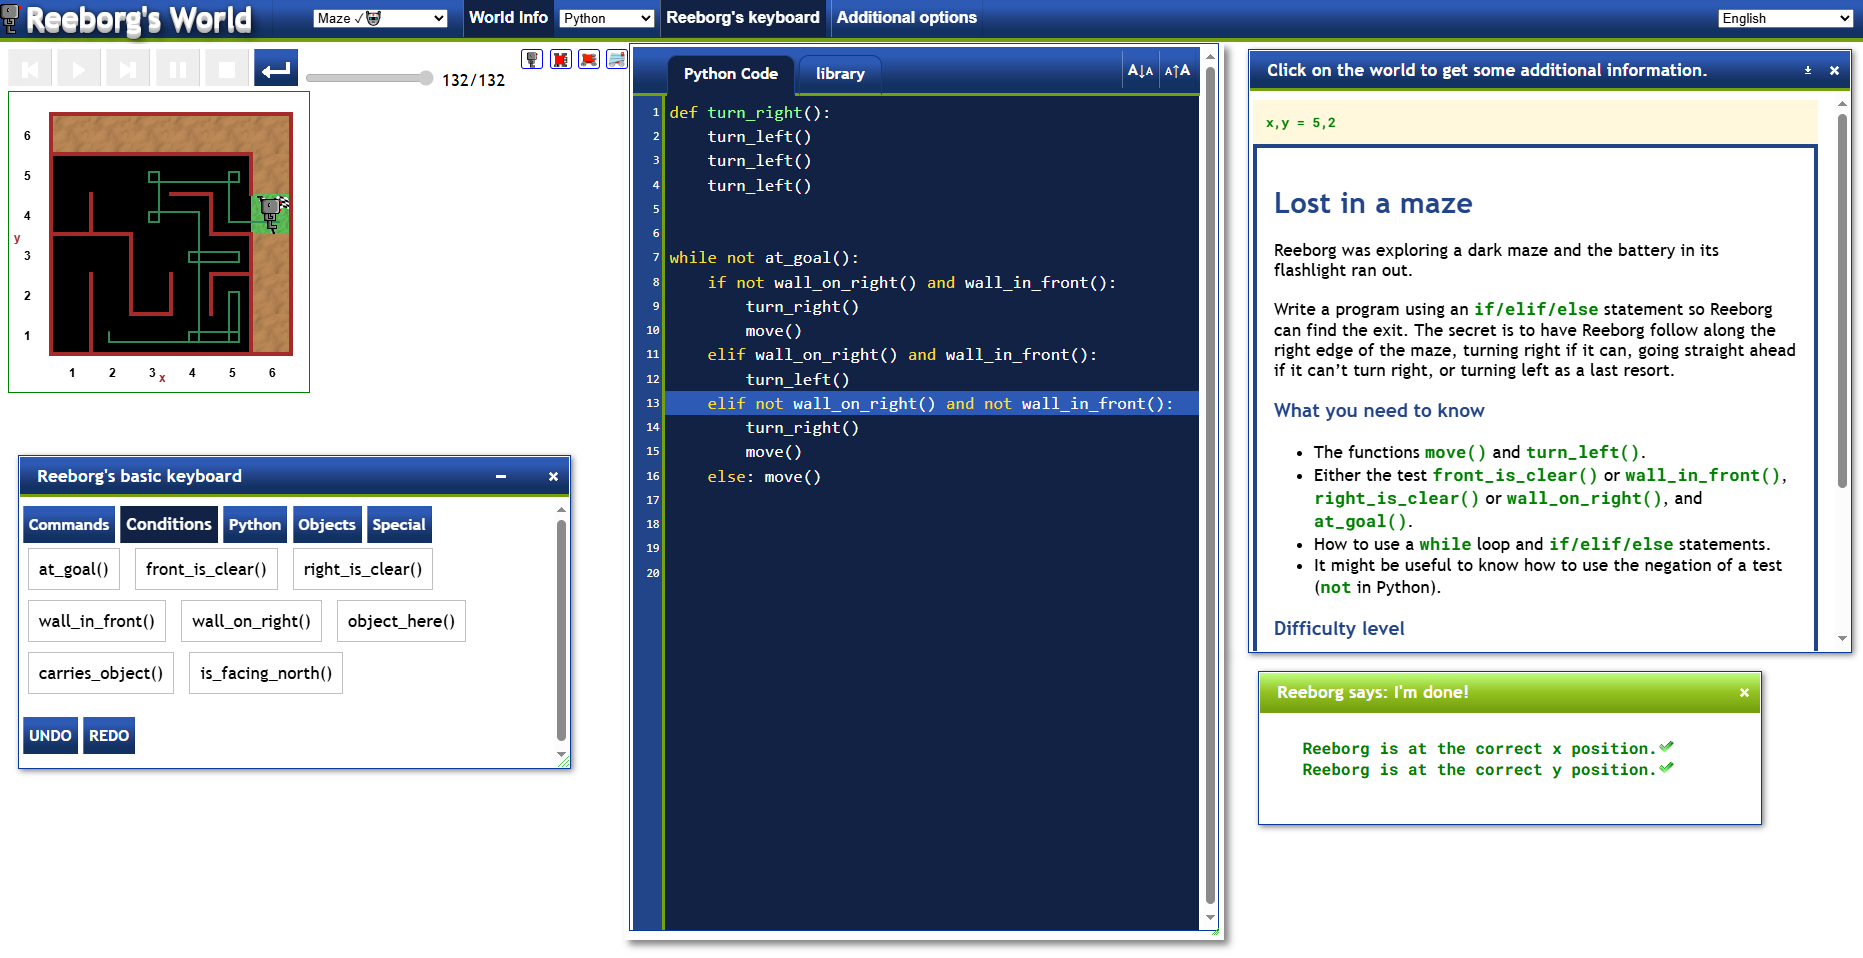 Reeborg's World
Maze ✓
World Info
Python
Reeborg's keyboard
Additional options
English
132/132
6
5
4
3
2
1
y
1 2 3 4 5 6
x
Reeborg's basic keyboard
Commands Conditions Python Objects Special
at_goal() front_is_clear() right_is_clear()
wall_in_front() wall_on_right() object_here()
carries_object() is_facing_north()
UNDO REDO
Python Code library A↓A A↑A
1 def turn_right():
2     turn_left()
3     turn_left()
4     turn_left()
5
6
7 while not at_goal():
8     if not wall_on_right() and wall_in_front():
9         turn_right()
10         move()
11     elif wall_on_right() and wall_in_front():
12         turn_left()
13     elif not wall_on_right() and not wall_in_front():
14         turn_right()
15         move()
16     else: move()
17
18
19
20
Click on the world to get some additional information.
x,y = 5,2
Lost in a maze
Reeborg was exploring a dark maze and the battery in its
flashlight ran out.
Write a program using an if/elif/else statement so Reeborg
can find the exit. The secret is to have Reeborg follow along the
right edge of the maze, turning right if it can, going straight ahead
if it can't turn right, or turning left as a last resort.
What you need to know
• The functions move() and turn_left().
• Either the test front_is_clear() or wall_in_front(),
right_is_clear() or wall_on_right(), and
at_goal().
• How to use a while loop and if/elif/else statements.
• It might be useful to know how to use the negation of a test
(not in Python).
Difficulty level
Reeborg says: I'm done!
Reeborg is at the correct x position.
Reeborg is at the correct y position.